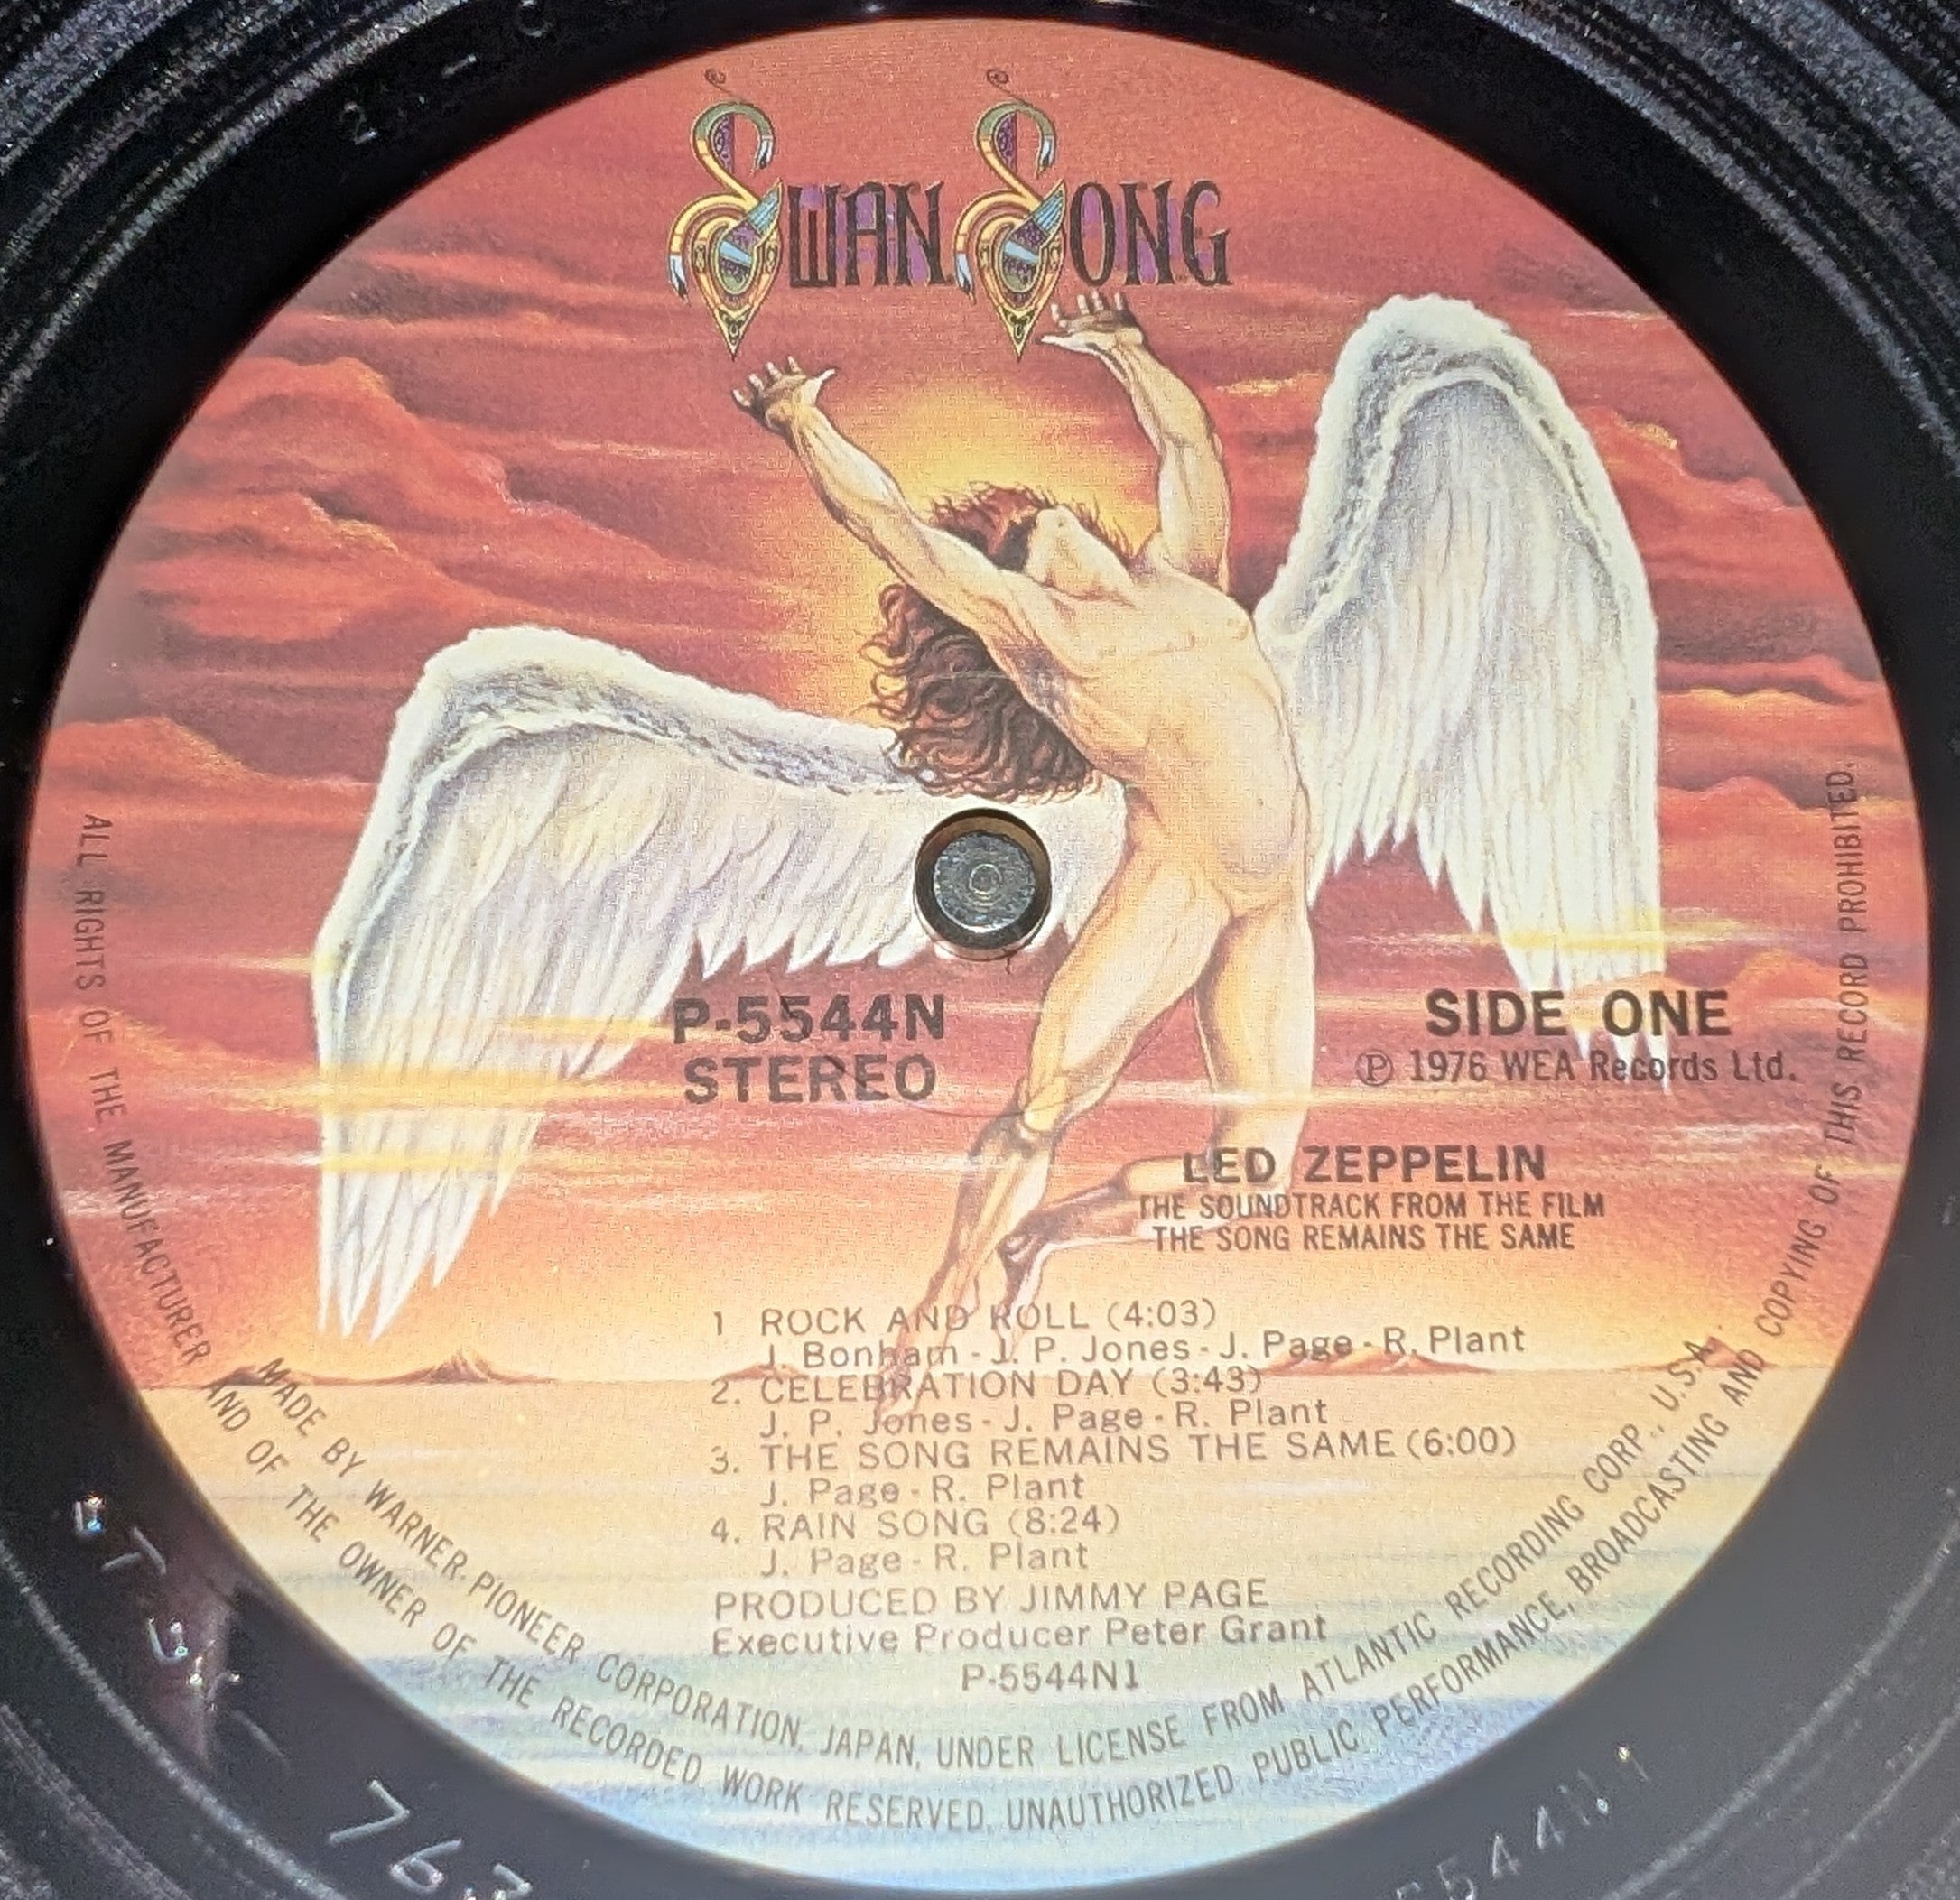 2 - C
SWAN SONG
P-5544N
STEREO
SIDE ONE
Ⓟ 1976 WEA Records Ltd.
LED ZEPPELIN
THE SOUNDTRACK FROM THE FILM
THE SONG REMAINS THE SAME
1 ROCK AND ROLL (4:03)
J. Bonham - J. P. Jones - J. Page - R. Plant
2. CELEBRATION DAY (3:43)
J. P. Jones - J. Page - R. Plant
3. THE SONG REMAINS THE SAME (6:00)
J. Page - R. Plant
4. RAIN SONG (8:24)
J. Page - R. Plant
PRODUCED BY JIMMY PAGE
Executive Producer Peter Grant
P-5544N1
MADE BY WARNER-PIONEER CORPORATION, JAPAN, UNDER LICENSE FROM ATLANTIC RECORDING CORP., U.S.A.
ALL RIGHTS OF THE MANUFACTURER AND OF THE OWNER OF THE RECORDED WORK RESERVED. UNAUTHORIZED PUBLIC PERFORMANCE, BROADCASTING AND COPYING OF THIS RECORD PROHIBITED.
763